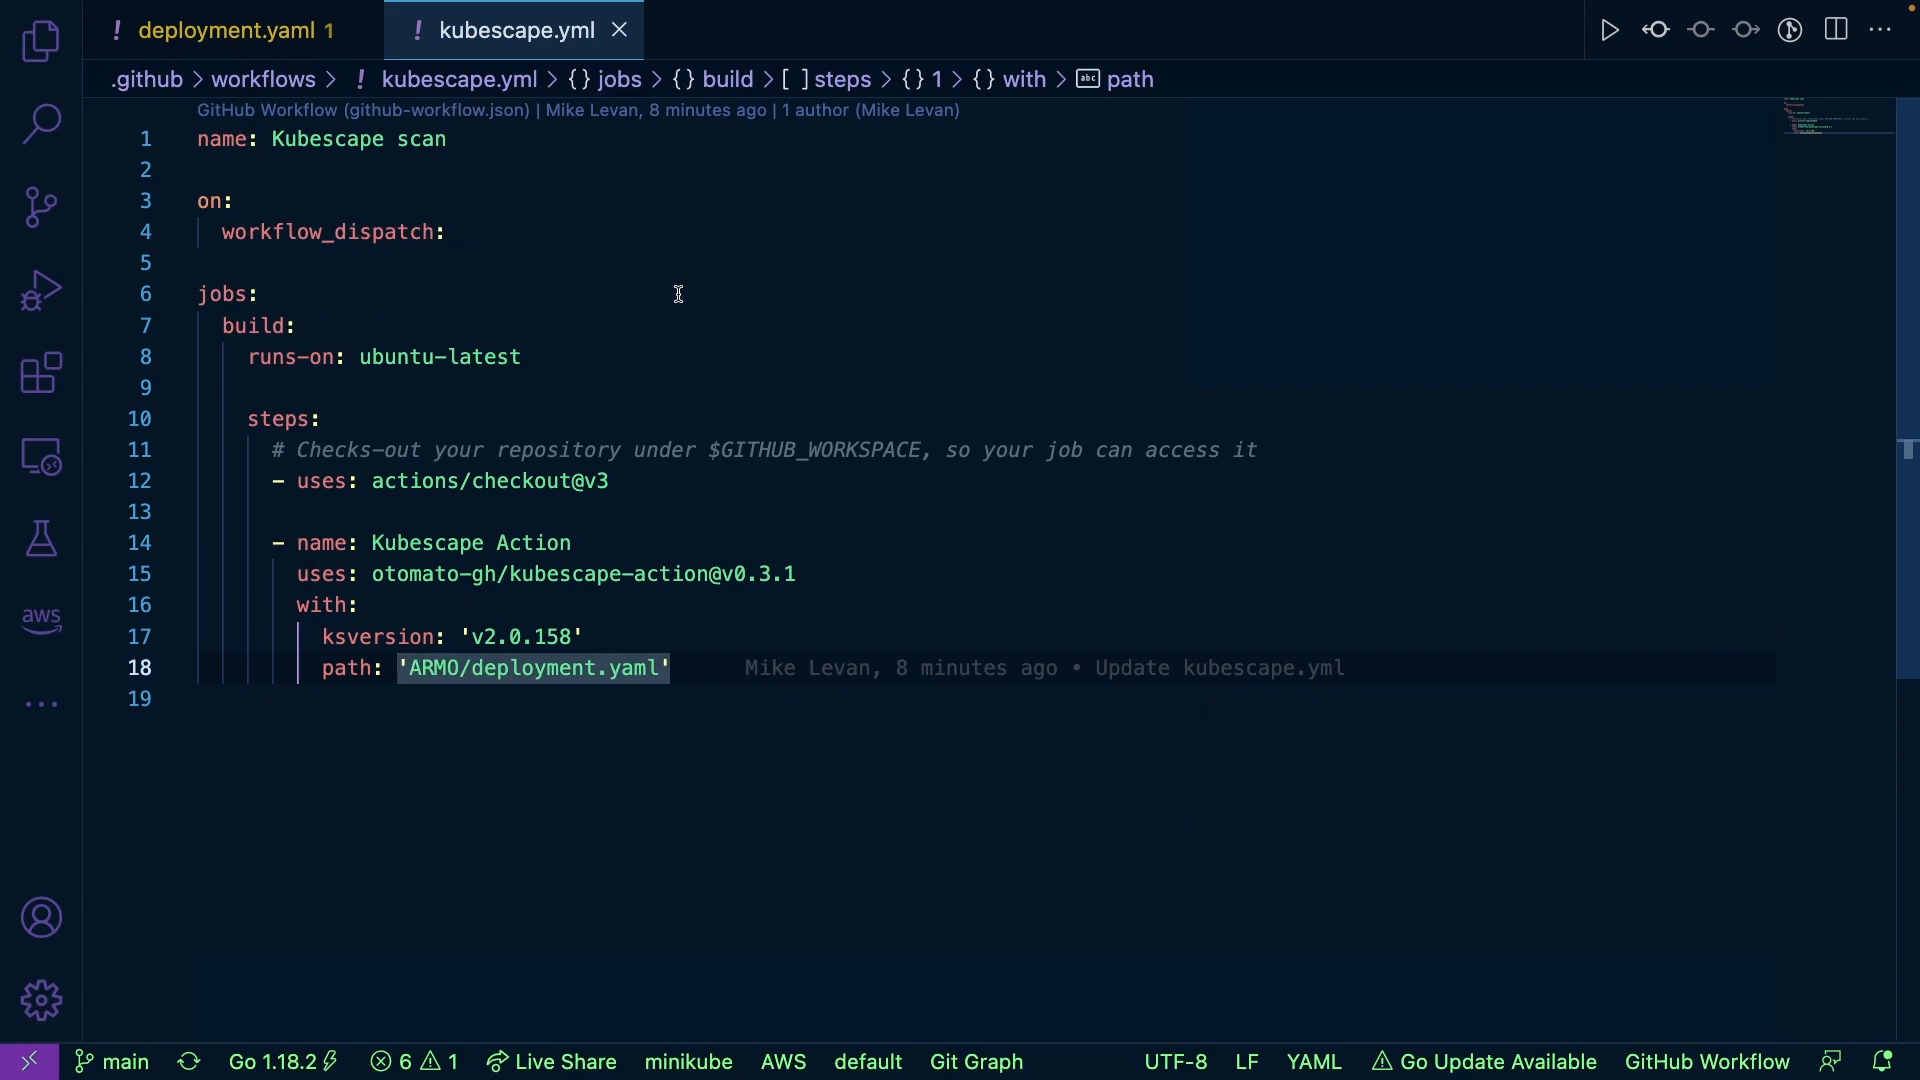 ! deployment.yaml 1
! kubescape.yml
.github > workflows > ! kubescape.yml > {} jobs > {} build > [ ] steps > {} 1 > {} with > abc path
GitHub Workflow (github-workflow.json) | Mike Levan, 8 minutes ago | 1 author (Mike Levan)
1 name: Kubescape scan
2
3 on:
4 workflow_dispatch:
5
6 jobs:
7 build:
8 runs-on: ubuntu-latest
9
10 steps:
11 # Checks-out your repository under $GITHUB_WORKSPACE, so your job can access it
12 - uses: actions/checkout@v3
13
14 - name: Kubescape Action
15 uses: otomato-gh/kubescape-action@v0.3.1
16 with:
17 ksversion: 'v2.0.158'
18 path: 'ARMO/deployment.yaml' Mike Levan, 8 minutes ago • Update kubescape.yml
19
aws
main Go 1.18.2 6 1 Live Share minikube AWS default Git Graph UTF-8 LF YAML Go Update Available GitHub Workflow